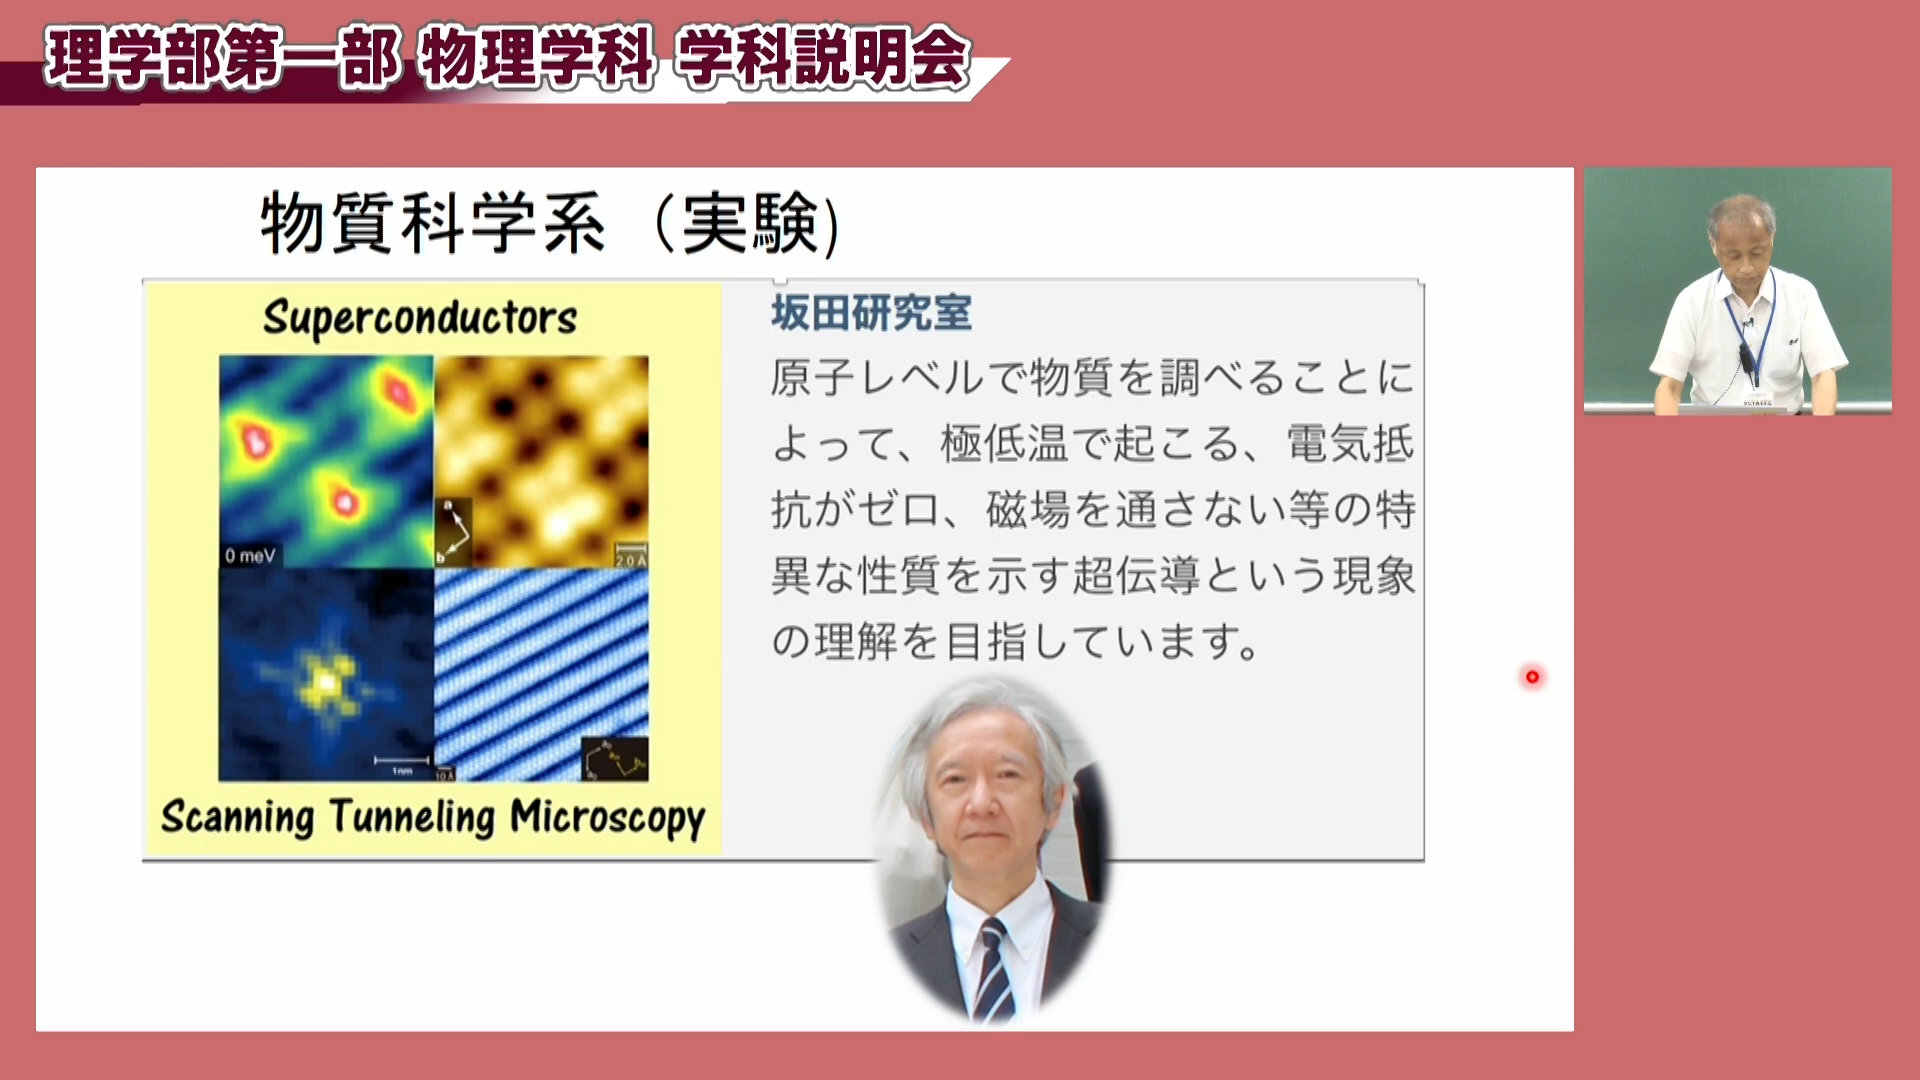 理学部第一部 物理学科 学科説明会
物質科学系（実験)
Superconductors
0 meV
a
b
2.0 Å
1nm
10 Å
Scanning Tunneling Microscopy
坂田研究室
原子レベルで物質を調べることに
よって、極低温で起こる、電気抵
抗がゼロ、磁場を通さない等の特
異な性質を示す超伝導という現象
の理解を目指しています。